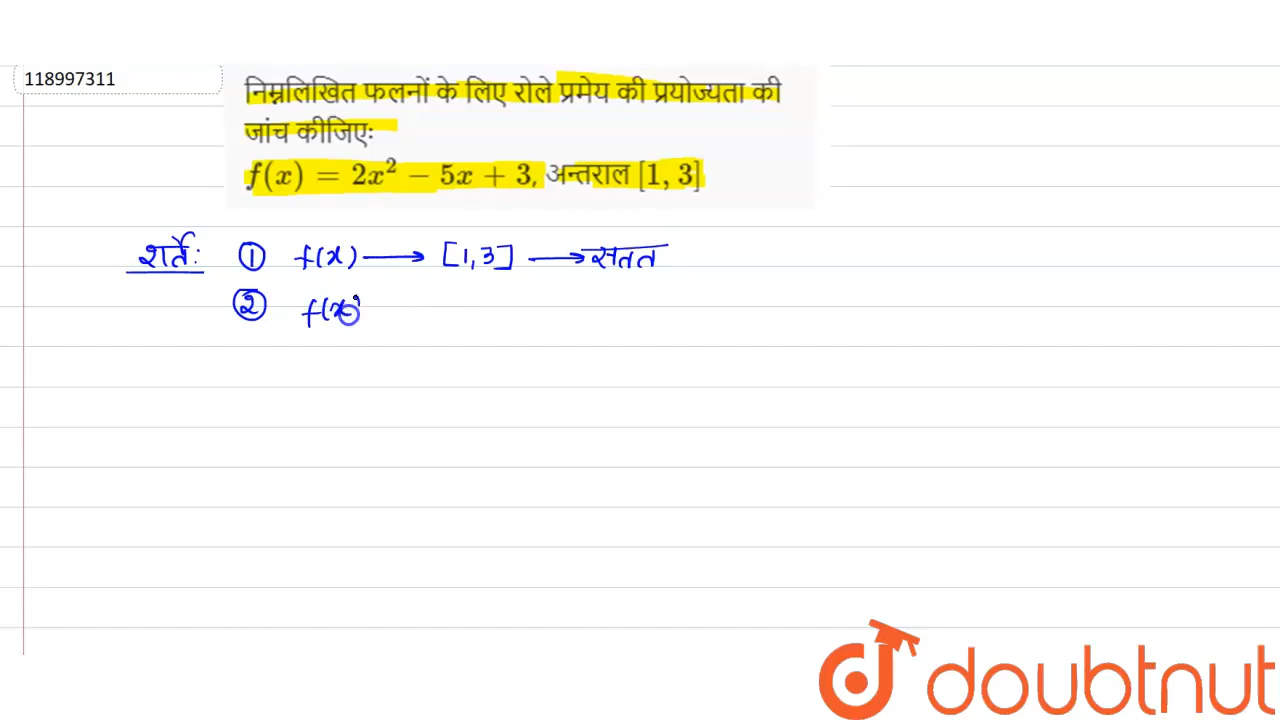 118997311
निम्नलिखित फलनों के लिए रोले प्रमेय की प्रयोज्यता की
जांच कीजिएः
f(x) = 2x² − 5x + 3, अन्तराल [1, 3]
शर्तेः ① f(x) ⟶ [1,3] ⟶ सतत
② f(x)
doubtnut